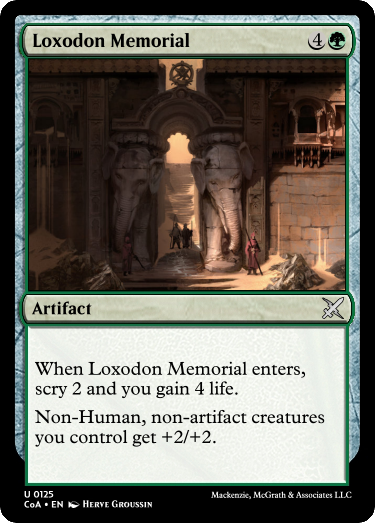 Loxodon Memorial 4
Artifact
When Loxodon Memorial enters,
scry 2 and you gain 4 life.
Non-Human, non-artifact creatures
you control get +2/+2.
U 0125
CoA • EN Herve Groussin
Mackenzie, McGrath & Associates LLC